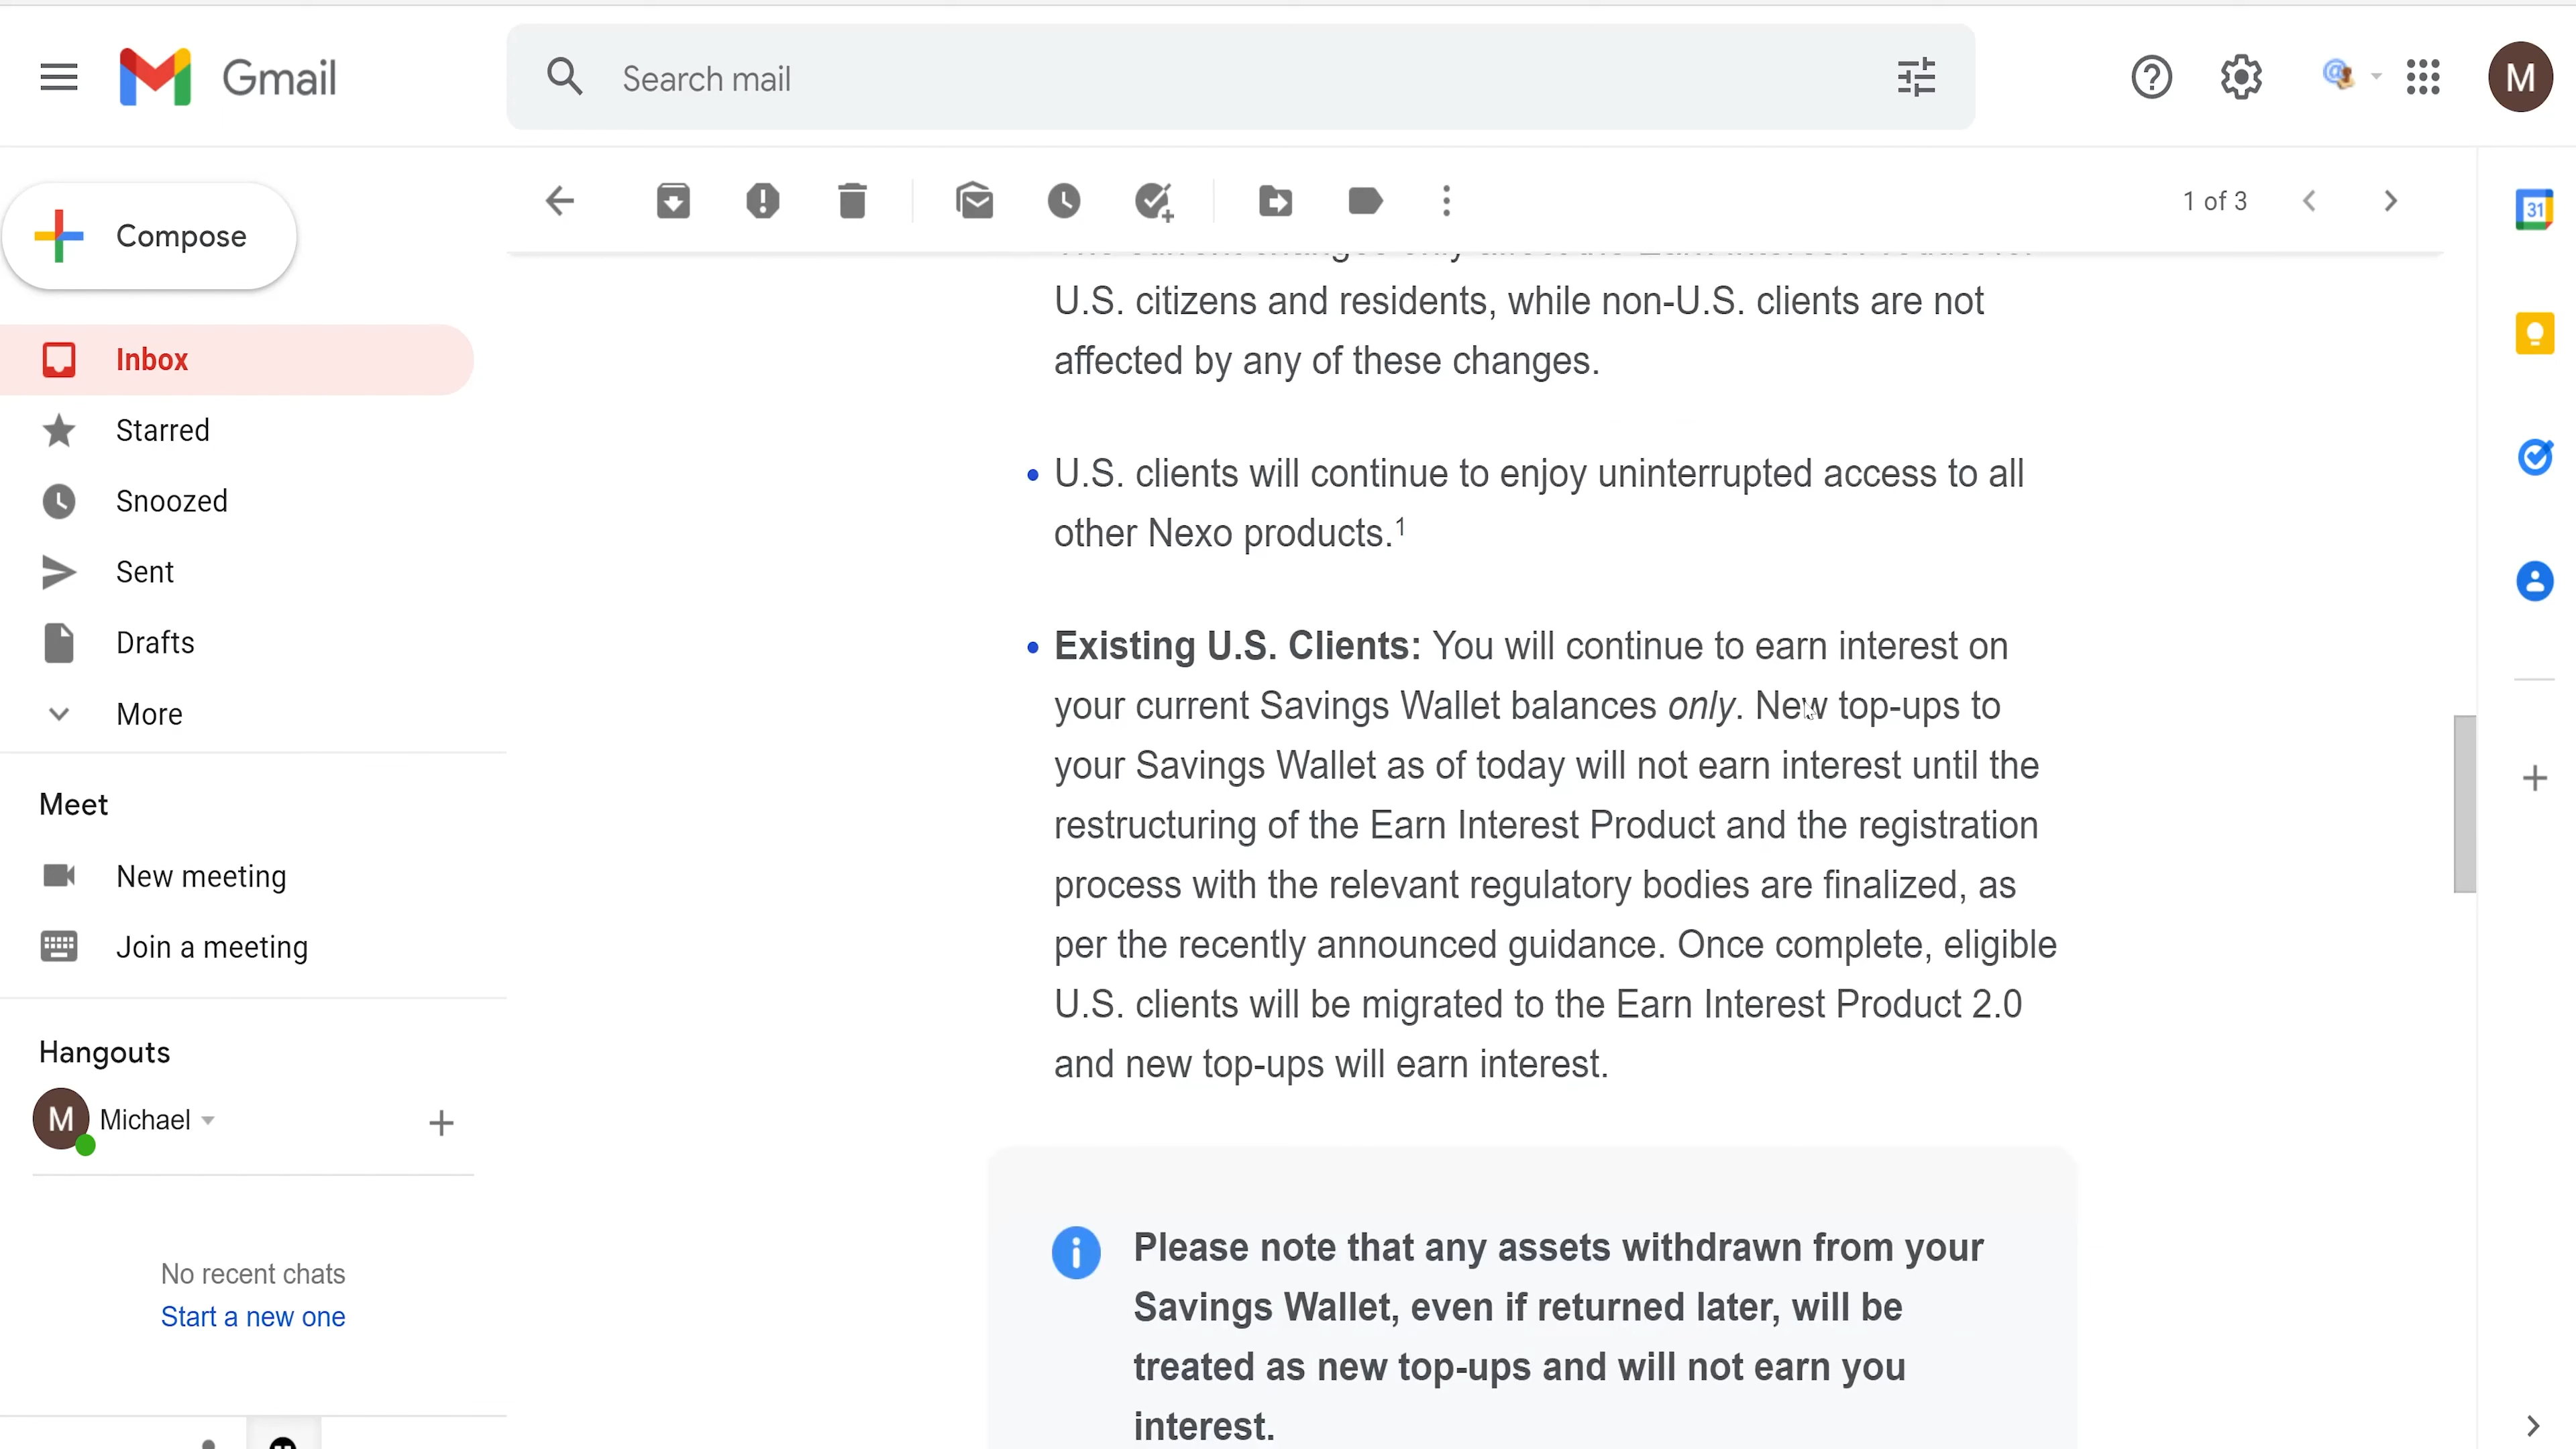 Gmail
Search mail
M
Compose
1 of 3
31
Inbox
Starred
Snoozed
Sent
Drafts
More
Meet
New meeting
Join a meeting
Hangouts
M Michael
No recent chats
Start a new one
U.S. citizens and residents, while non-U.S. clients are not
affected by any of these changes.
• U.S. clients will continue to enjoy uninterrupted access to all
other Nexo products.¹
• Existing U.S. Clients: You will continue to earn interest on
your current Savings Wallet balances only. New top-ups to
your Savings Wallet as of today will not earn interest until the
restructuring of the Earn Interest Product and the registration
process with the relevant regulatory bodies are finalized, as
per the recently announced guidance. Once complete, eligible
U.S. clients will be migrated to the Earn Interest Product 2.0
and new top-ups will earn interest.
Please note that any assets withdrawn from your
Savings Wallet, even if returned later, will be
treated as new top-ups and will not earn you
interest.